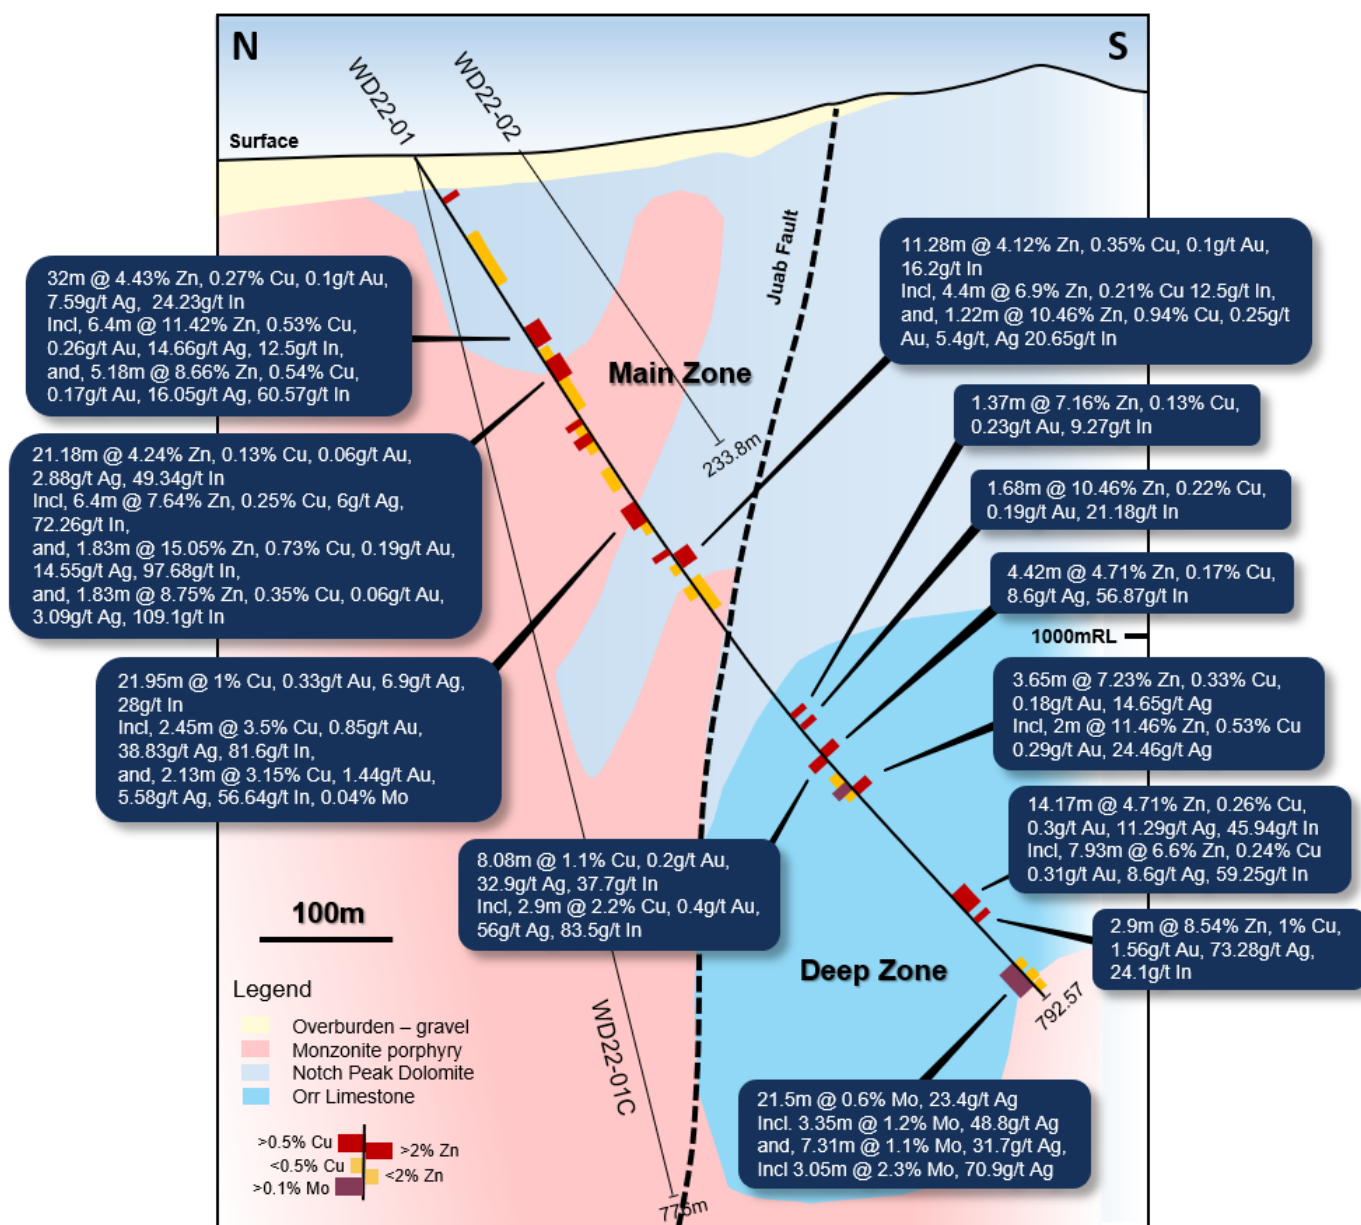 N
S
WD22-01
WD22-02
Surface
Juab Fault
32m @ 4.43% Zn, 0.27% Cu, 0.1g/t Au,
7.59g/t Ag, 24.23g/t In
Incl, 6.4m @ 11.42% Zn, 0.53% Cu,
0.26g/t Au, 14.66g/t Ag, 12.5g/t In,
and, 5.18m @ 8.66% Zn, 0.54% Cu,
0.17g/t Au, 16.05g/t Ag, 60.57g/t In
11.28m @ 4.12% Zn, 0.35% Cu, 0.1g/t Au,
16.2g/t In
Incl, 4.4m @ 6.9% Zn, 0.21% Cu 12.5g/t In,
and, 1.22m @ 10.46% Zn, 0.94% Cu, 0.25g/t
Au, 5.4g/t, Ag 20.65g/t In
Main Zone
233.8m
1.37m @ 7.16% Zn, 0.13% Cu,
0.23g/t Au, 9.27g/t In
21.18m @ 4.24% Zn, 0.13% Cu, 0.06g/t Au,
2.88g/t Ag, 49.34g/t In
Incl, 6.4m @ 7.64% Zn, 0.25% Cu, 6g/t Ag,
72.26g/t In,
and, 1.83m @ 15.05% Zn, 0.73% Cu, 0.19g/t Au,
14.55g/t Ag, 97.68g/t In,
and, 1.83m @ 8.75% Zn, 0.35% Cu, 0.06g/t Au,
3.09g/t Ag, 109.1g/t In
1.68m @ 10.46% Zn, 0.22% Cu,
0.19g/t Au, 21.18g/t In
4.42m @ 4.71% Zn, 0.17% Cu,
8.6g/t Ag, 56.87g/t In
1000mRL
21.95m @ 1% Cu, 0.33g/t Au, 6.9g/t Ag,
28g/t In
Incl, 2.45m @ 3.5% Cu, 0.85g/t Au,
38.83g/t Ag, 81.6g/t In,
and, 2.13m @ 3.15% Cu, 1.44g/t Au,
5.58g/t Ag, 56.64g/t In, 0.04% Mo
3.65m @ 7.23% Zn, 0.33% Cu,
0.18g/t Au, 14.65g/t Ag
Incl, 2m @ 11.46% Zn, 0.53% Cu
0.29g/t Au, 24.46g/t Ag
14.17m @ 4.71% Zn, 0.26% Cu,
0.3g/t Au, 11.29g/t Ag, 45.94g/t In
Incl, 7.93m @ 6.6% Zn, 0.24% Cu
0.31g/t Au, 8.6g/t Ag, 59.25g/t In
8.08m @ 1.1% Cu, 0.2g/t Au,
32.9g/t Ag, 37.7g/t In
Incl, 2.9m @ 2.2% Cu, 0.4g/t Au,
56g/t Ag, 83.5g/t In
100m
2.9m @ 8.54% Zn, 1% Cu,
1.56g/t Au, 73.28g/t Ag,
24.1g/t In
Deep Zone
792.57
Legend
Overburden – gravel
Monzonite porphyry
Notch Peak Dolomite
Orr Limestone
>0.5% Cu
>2% Zn
<0.5% Cu
<2% Zn
>0.1% Mo
WD22-01C
775m
21.5m @ 0.6% Mo, 23.4g/t Ag
Incl. 3.35m @ 1.2% Mo, 48.8g/t Ag
and, 7.31m @ 1.1% Mo, 31.7g/t Ag,
Incl 3.05m @ 2.3% Mo, 70.9g/t Ag